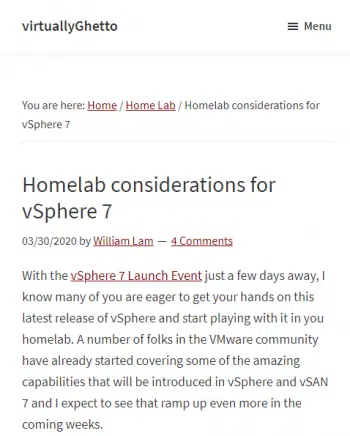 virtuallyGhetto
Menu
You are here: Home / Home Lab / Homelab considerations for
vSphere 7
Homelab considerations for
vSphere 7
03/30/2020 by William Lam — 4 Comments
With the vSphere 7 Launch Event just a few days away, I
know many of you are eager to get your hands on this
latest release of vSphere and start playing with it in you
homelab. A number of folks in the VMware community
have already started covering some of the amazing
capabilities that will be introduced in vSphere and vSAN
7 and I expect to see that ramp up even more in the
coming weeks.